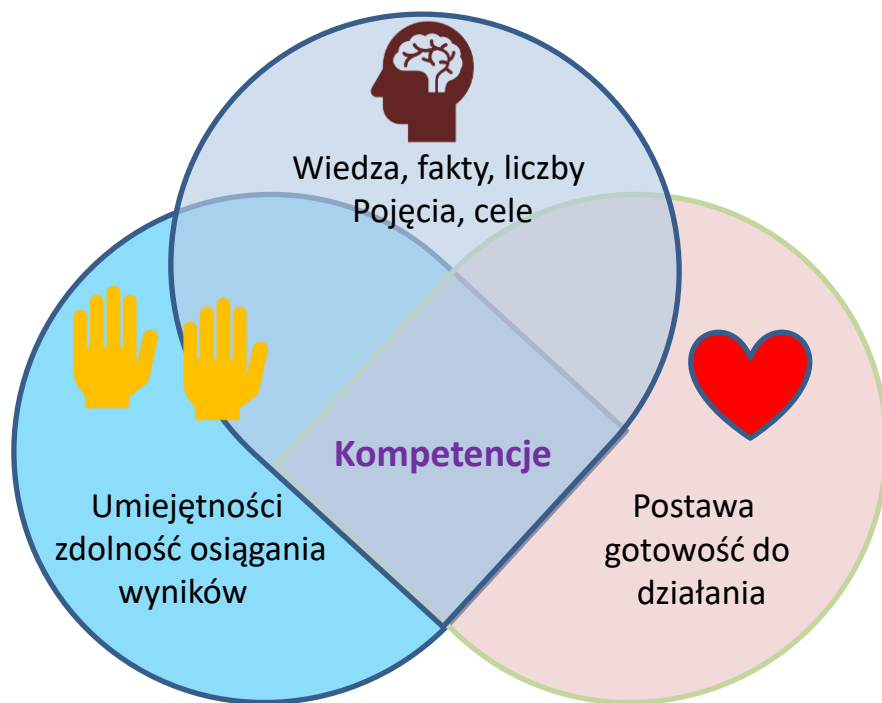 Wiedza, fakty, liczby
Pojęcia, cele
Kompetencje
Umiejętności
zdolność osiągania
wyników
Postawa
gotowość do
działania